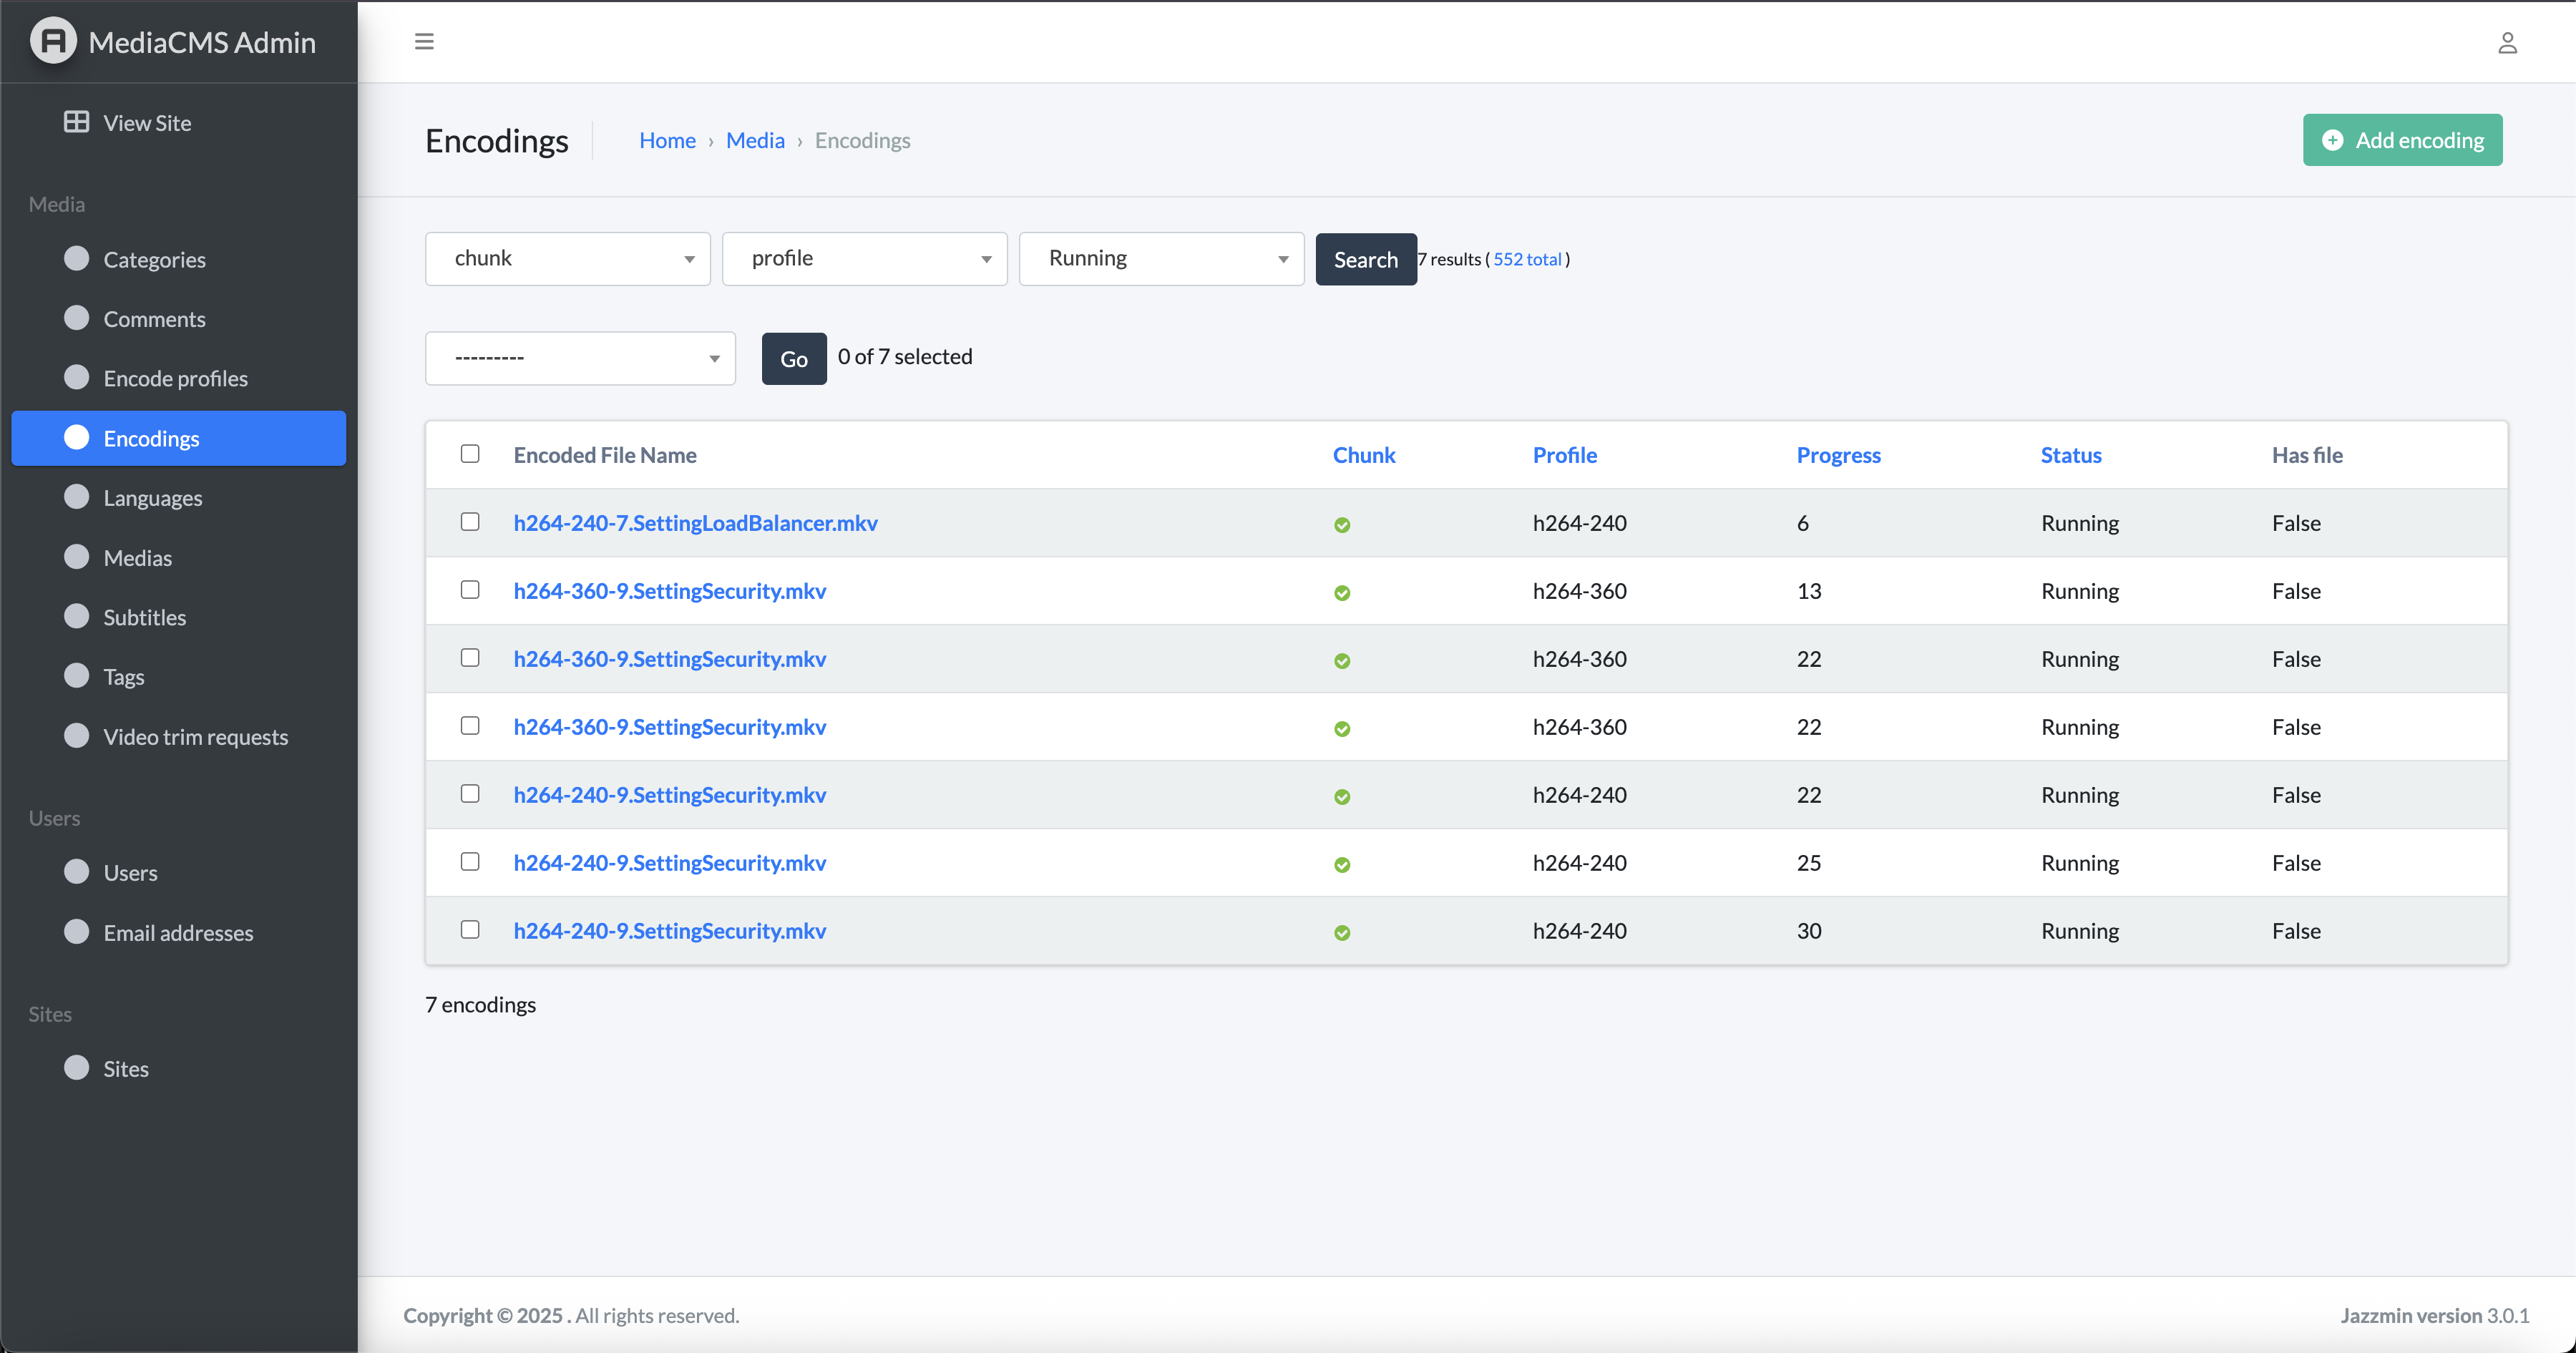 MediaCMS Admin
View Site
Media
Categories
Comments
Encode profiles
Encodings
Languages
Medias
Subtitles
Tags
Video trim requests
Users
Users
Email addresses
Sites
Sites
Encodings Home › Media › Encodings Add encoding
chunk profile Running Search 7 results ( 552 total )
--------- Go 0 of 7 selected
Encoded File Name Chunk Profile Progress Status Has file
h264-240-7.SettingLoadBalancer.mkv h264-240 6 Running False
h264-360-9.SettingSecurity.mkv h264-360 13 Running False
h264-360-9.SettingSecurity.mkv h264-360 22 Running False
h264-360-9.SettingSecurity.mkv h264-360 22 Running False
h264-240-9.SettingSecurity.mkv h264-240 22 Running False
h264-240-9.SettingSecurity.mkv h264-240 25 Running False
h264-240-9.SettingSecurity.mkv h264-240 30 Running False
7 encodings
Copyright © 2025 . All rights reserved. Jazzmin version 3.0.1